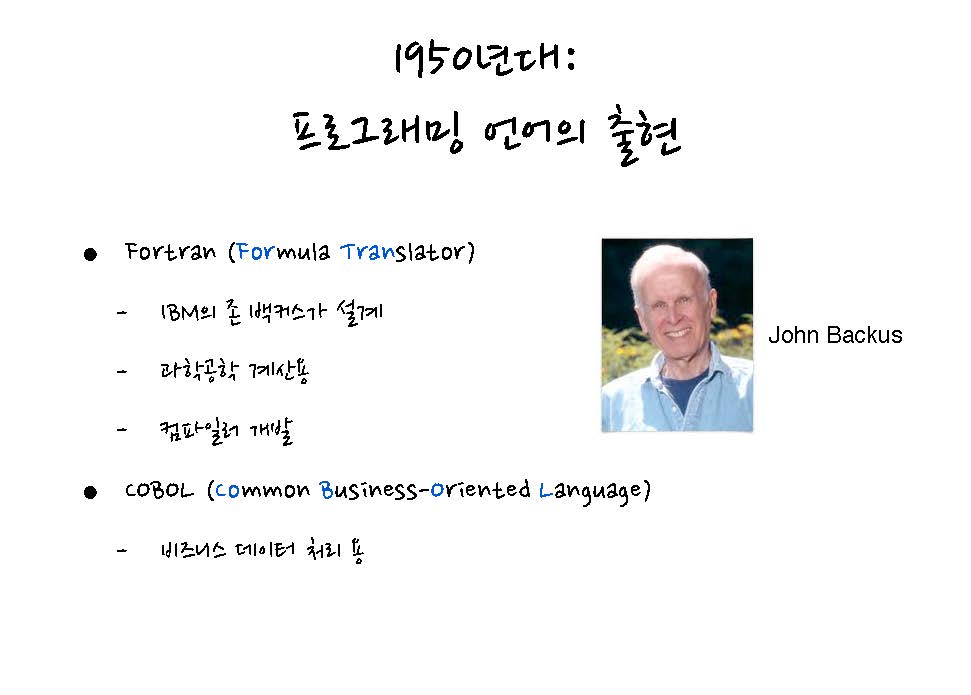 1950년대:
프로그래밍 언어의 출현
● Fortran (Formula Translator)
- IBM의 존 백커스가 설계
- 과학공학 계산용
- 컴파일러 개발
John Backus
● COBOL (Common Business-Oriented Language)
- 비즈니스 데이터 처리 용